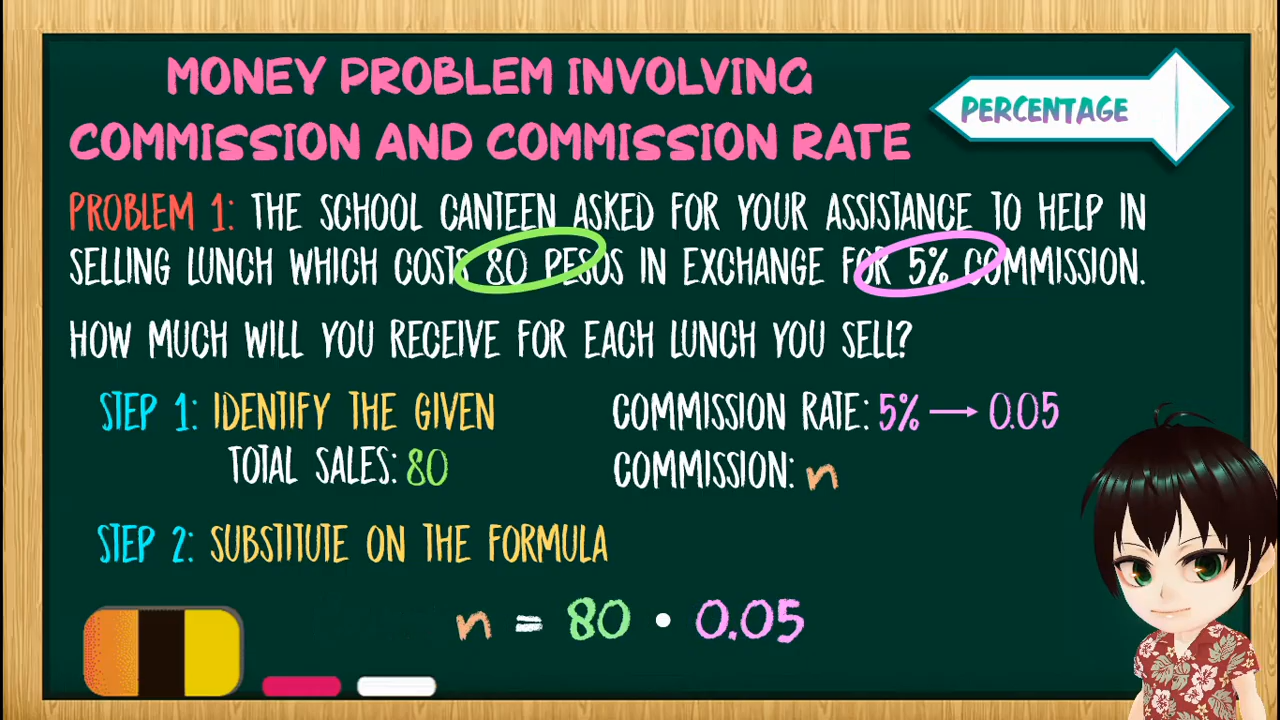 MONEY PROBLEM INVOLVING
COMMISSION AND COMMISSION RATE
PERCENTAGE
PROBLEM 1: THE SCHOOL CANTEEN ASKED FOR YOUR ASSISTANCE TO HELP IN
SELLING LUNCH WHICH COSTS 80 PESOS IN EXCHANGE FOR 5% COMMISSION.
HOW MUCH WILL YOU RECEIVE FOR EACH LUNCH YOU SELL?
STEP 1: IDENTIFY THE GIVEN
TOTAL SALES: 80
COMMISSION RATE: 5% → 0.05
COMMISSION: n
STEP 2: SUBSTITUTE ON THE FORMULA
n = 80 • 0.05